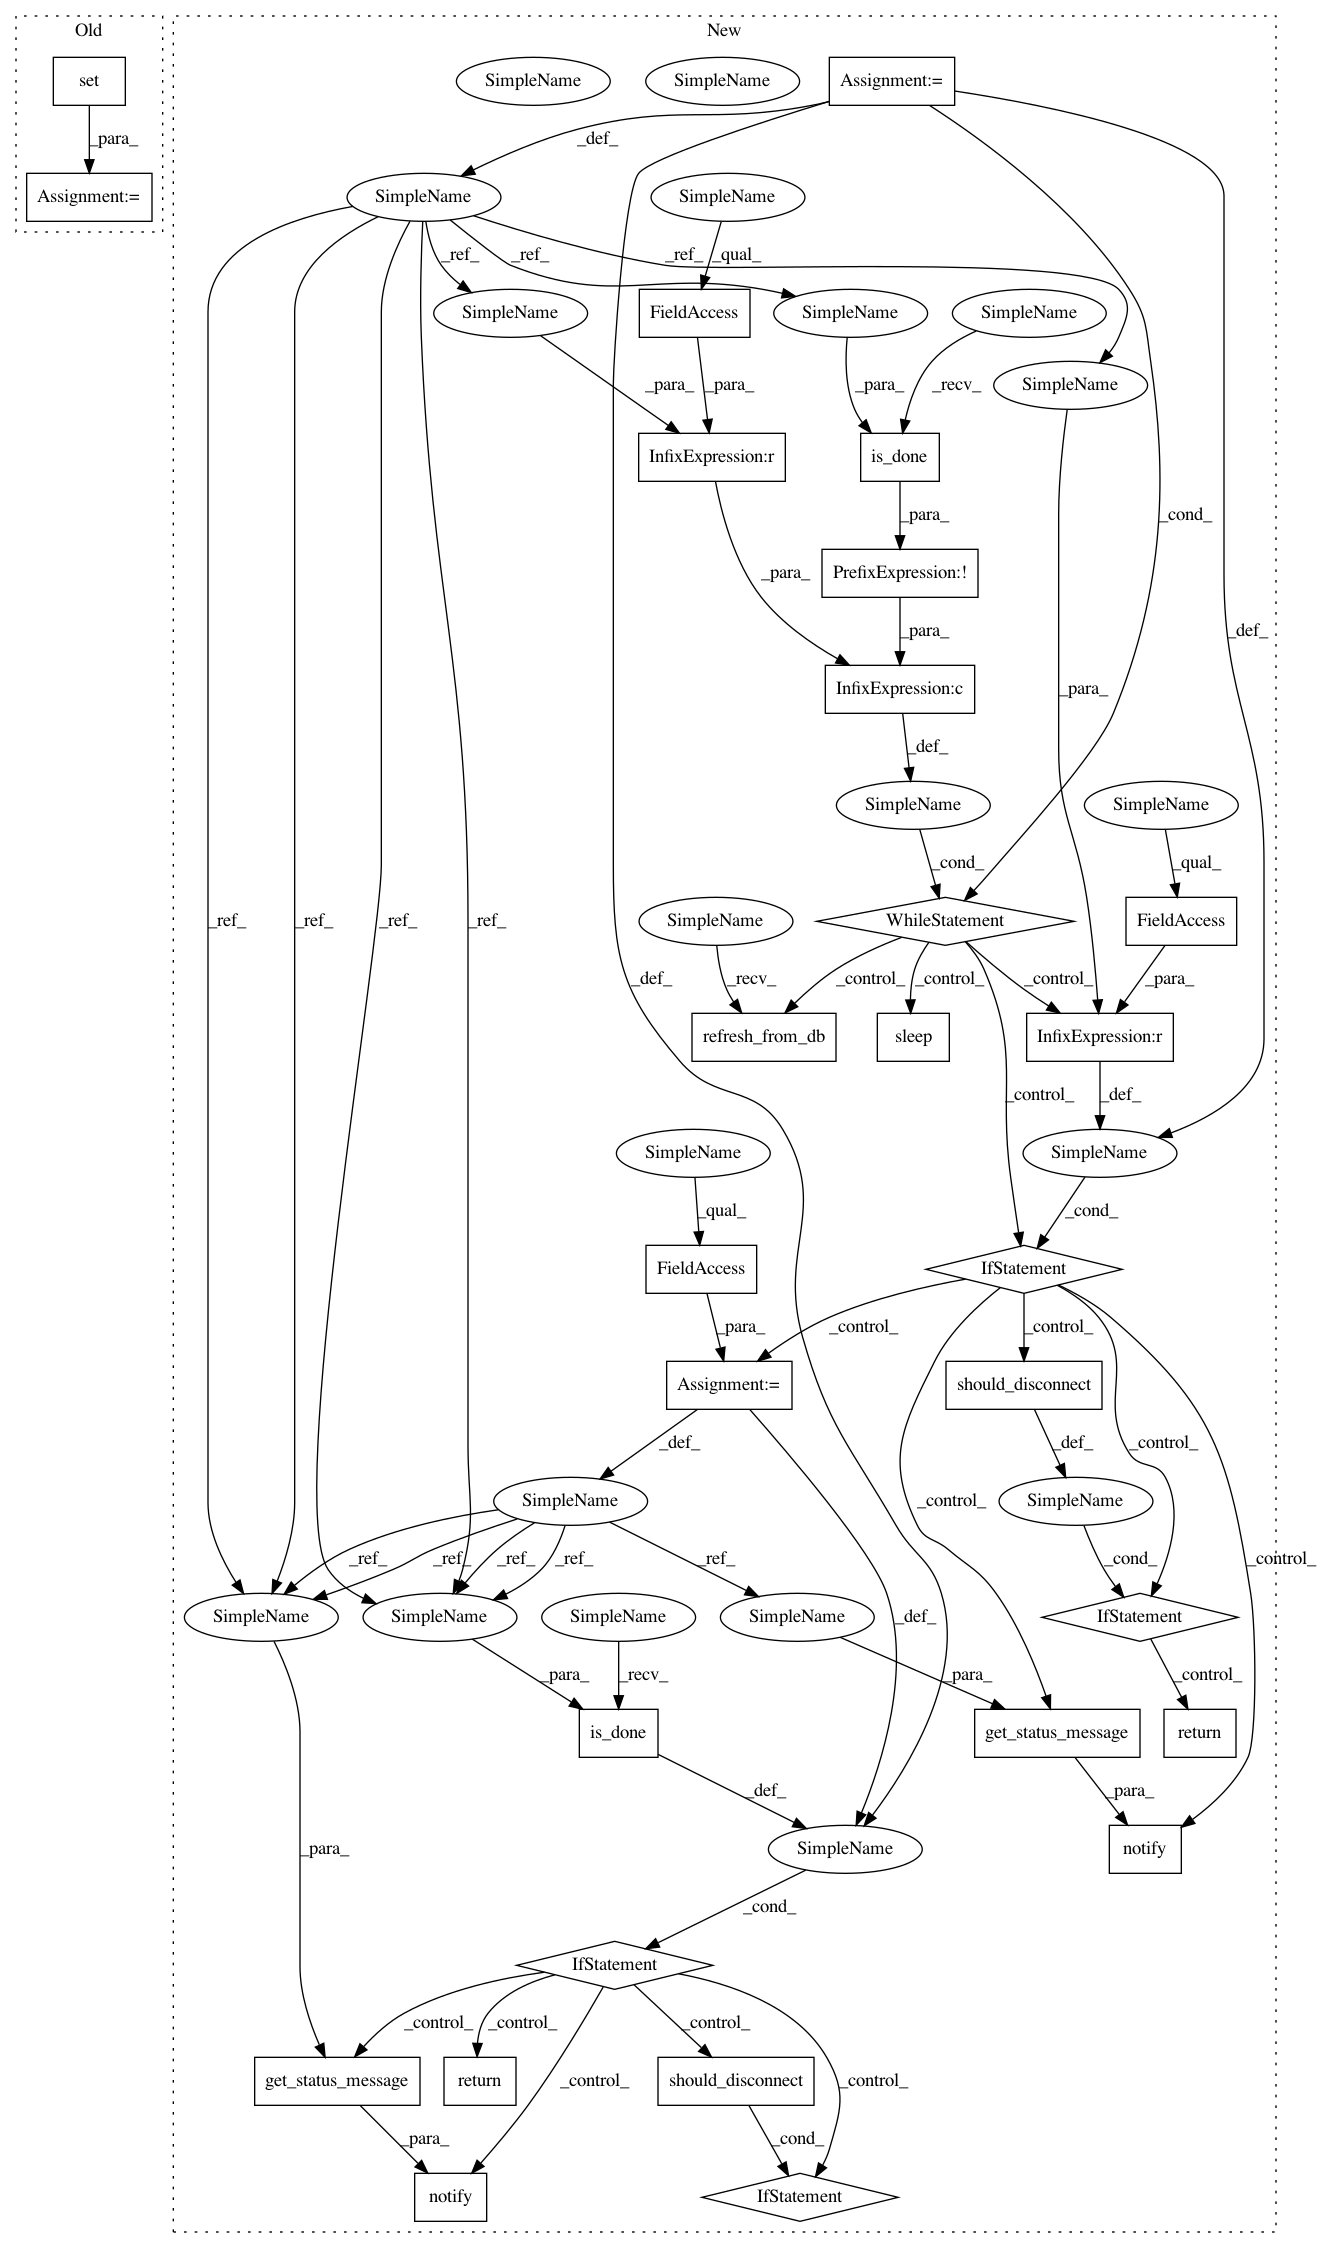 Old
New
set
SimpleName
SimpleName
Assignment:=
_para_
_def_
Assignment:=
SimpleName
SimpleName
_ref_
_ref_
_ref_
_qual_
SimpleName
FieldAccess
SimpleName
SimpleName
SimpleName
_para_
_para_
_para_
_recv_
InfixExpression:r
is_done
_para_
_cond_
PrefixExpression:!
_para_
_para_
_def_
InfixExpression:c
_para_
_def_
SimpleName
SimpleName
_cond_
_qual_
_ref_
_ref_
_ref_
_ref_
SimpleName
WhileStatement
FieldAccess
_def_
_recv_
_control_
_control_
_control_
_para_
refresh_from_db
sleep
InfixExpression:r
_control_
_def_
SimpleName
SimpleName
_qual_
_cond_
FieldAccess
IfStatement
_para_
_control_
_control_
Assignment:=
should_disconnect
_def_
_def_
_control_
SimpleName
SimpleName
_control_
_ref_
_ref_
_ref_
_ref_
_ref_
_cond_
_control_
SimpleName
SimpleName
SimpleName
SimpleName
IfStatement
_def_
_para_
_recv_
_para_
_control_
is_done
get_status_message
return
_def_
_para_
_para_
SimpleName
notify
_cond_
IfStatement
_control_
_control_
_control_
get_status_message
return
should_disconnect
_control_
_control_
_para_
_cond_
notify
IfStatement